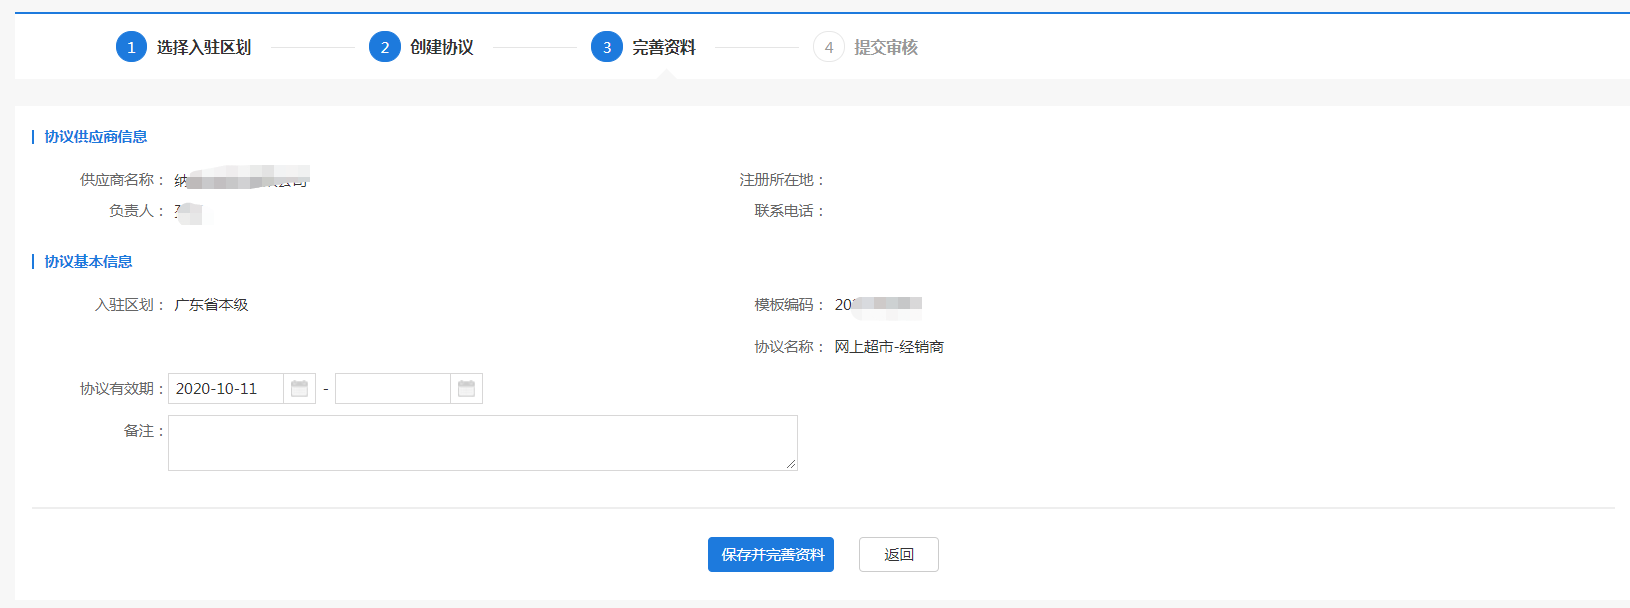 1 选择入驻区划 2 创建协议 3 完善资料 4 提交审核
协议供应商信息
供应商名称： 纳 公司 注册所在地：
负责人： 联系电话：
协议基本信息
入驻区划： 广东省本级 模板编码： 20
协议名称： 网上超市-经销商
协议有效期： 2020-10-11 -
备注：
保存并完善资料 返回